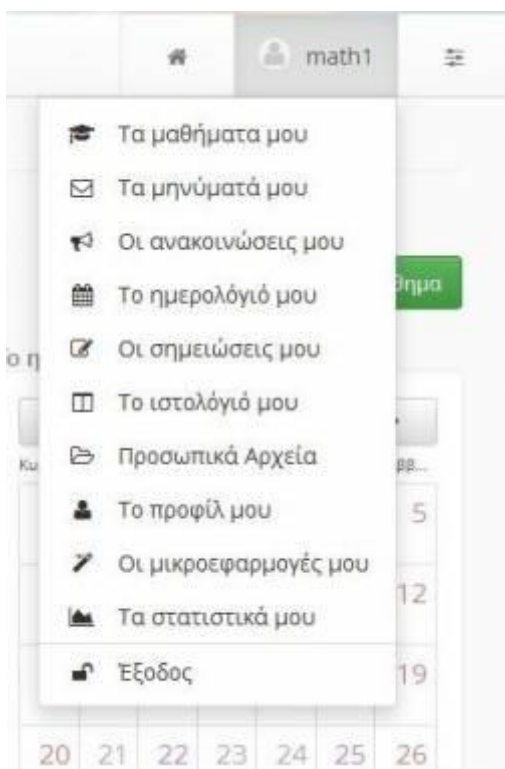 math1
Τα μαθήματα μου
Τα μηνύματά μου
Οι ανακοινώσεις μου
Το ημερολόγιό μου
Οι σημειώσεις μου
Το ιστολόγιό μου
Προσωπικά Αρχεία
Το προφίλ μου
Οι μικροεφαρμογές μου
Τα στατιστικά μου
Έξοδος
5
12
19
20 21 22 23 24 25 26